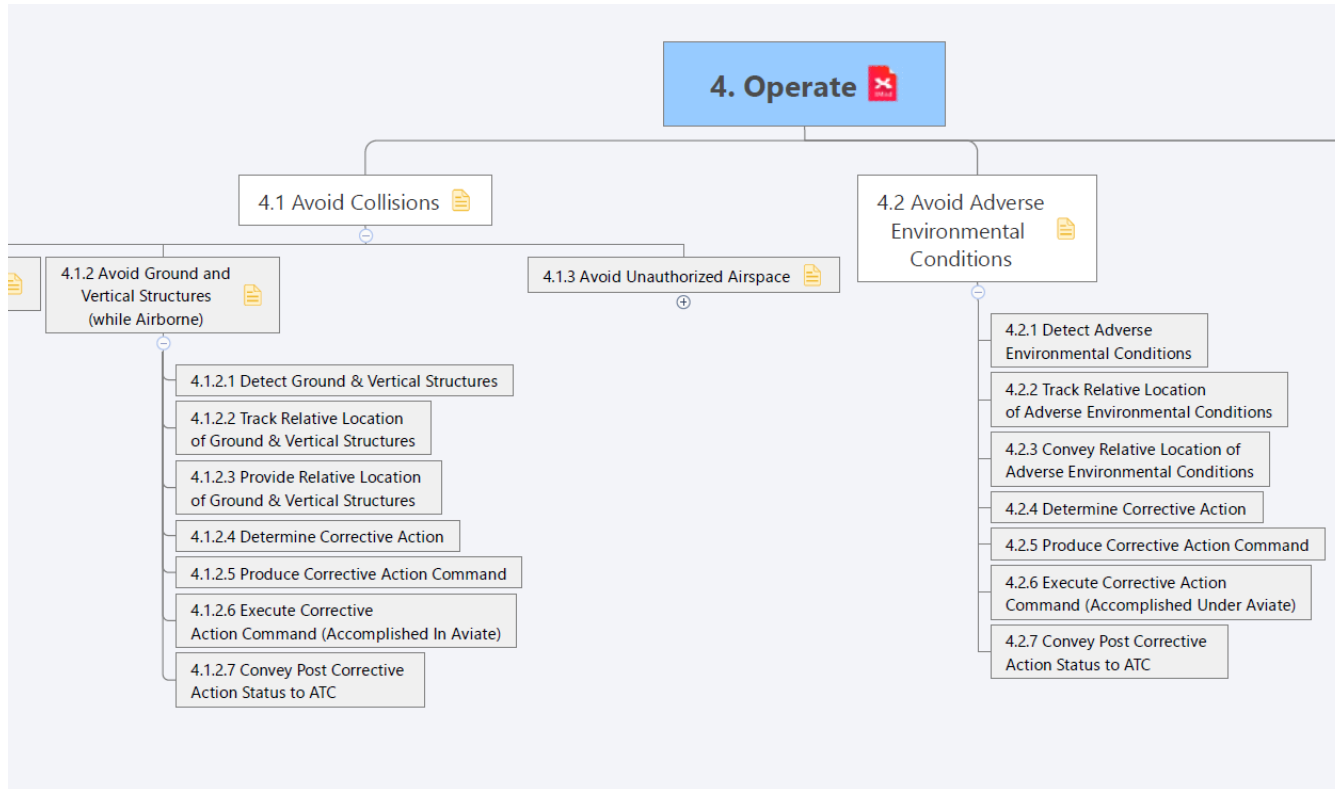 4. Operate
4.1 Avoid Collisions
4.2 Avoid Adverse
Environmental
Conditions
4.1.2 Avoid Ground and
Vertical Structures
(while Airborne)
4.1.3 Avoid Unauthorized Airspace
4.1.2.1 Detect Ground & Vertical Structures
4.1.2.2 Track Relative Location
of Ground & Vertical Structures
4.1.2.3 Provide Relative Location
of Ground & Vertical Structures
4.1.2.4 Determine Corrective Action
4.1.2.5 Produce Corrective Action Command
4.1.2.6 Execute Corrective
Action Command (Accomplished In Aviate)
4.1.2.7 Convey Post Corrective
Action Status to ATC
4.2.1 Detect Adverse
Environmental Conditions
4.2.2 Track Relative Location
of Adverse Environmental Conditions
4.2.3 Convey Relative Location of
Adverse Environmental Conditions
4.2.4 Determine Corrective Action
4.2.5 Produce Corrective Action Command
4.2.6 Execute Corrective Action
Command (Accomplished Under Aviate)
4.2.7 Convey Post Corrective
Action Status to ATC